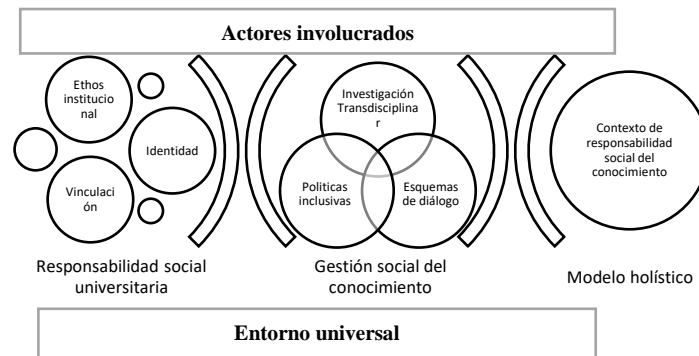 Actores involucrados
Ethos
institucio
nal
Identidad
Vinculaci
ón
Investigación
Transdisciplina
r
Politicas
inclusivas
Esquemas
de diálogo
Contexto de
responsabilidad
social del
conocimiento
Responsabilidad social
universitaria
Gestión social del
conocimiento
Modelo holístico
Entorno universal